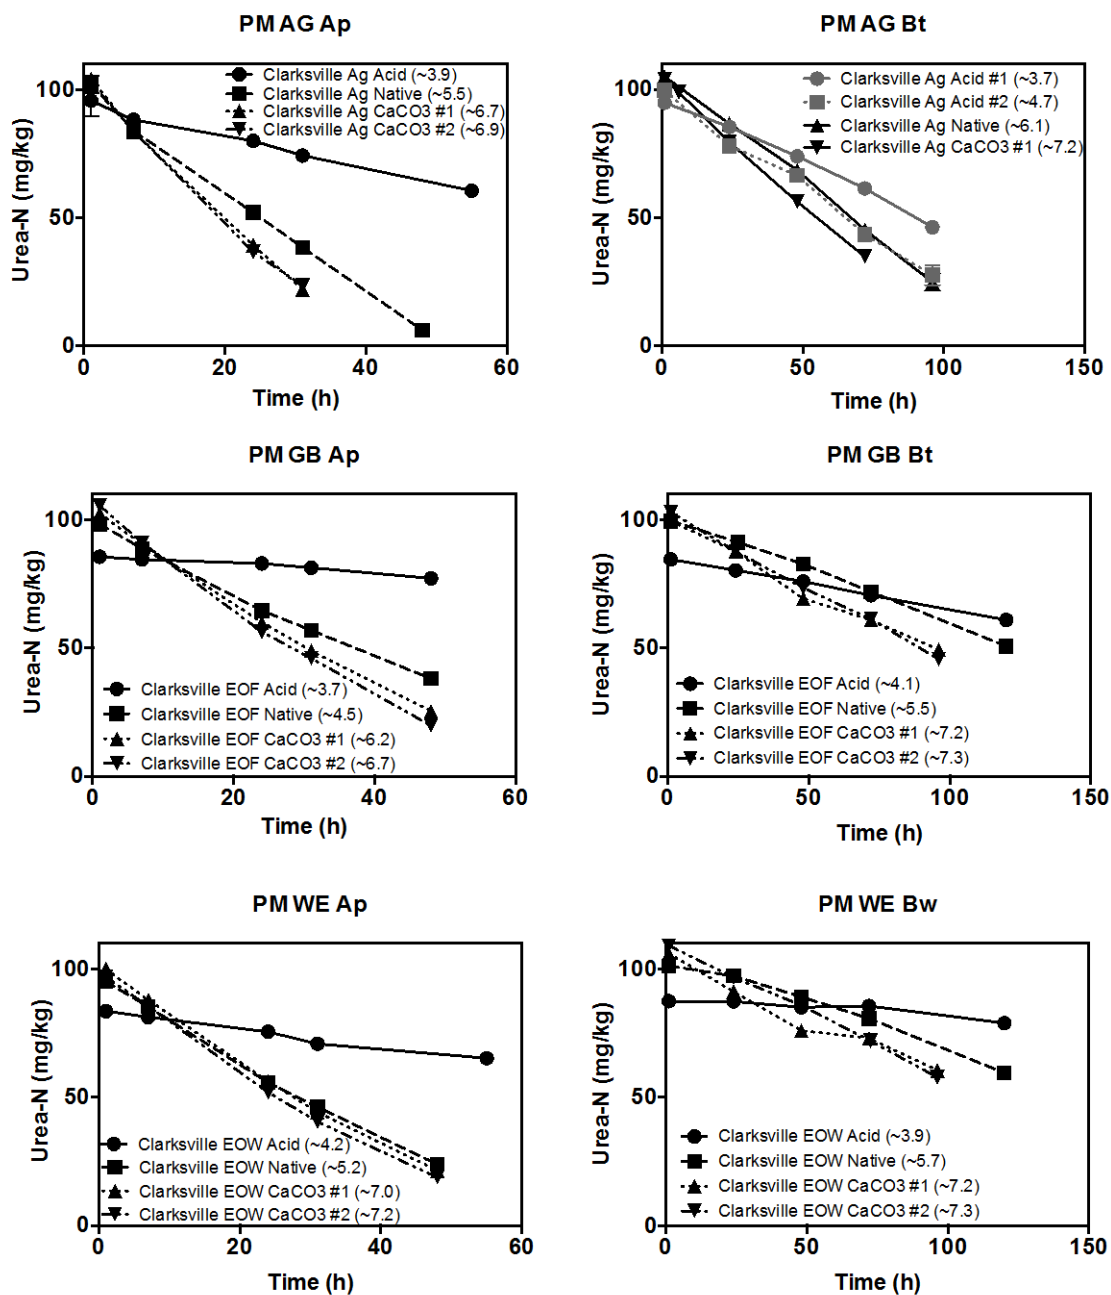 PM AG Ap
Clarksville Ag Acid (~3.9)
Clarksville Ag Native (~5.5)
Clarksville Ag CaCO3 #1 (~6.7)
Clarksville Ag CaCO3 #2 (~6.9)
Urea-N (mg/kg)
100
50
0
0 20 40 60
Time (h)
PM AG Bt
Clarksville Ag Acid #1 (~3.7)
Clarksville Ag Acid #2 (~4.7)
Clarksville Ag Native (~6.1)
Clarksville Ag CaCO3 #1 (~7.2)
Urea-N (mg/kg)
100
50
0
0 50 100 150
Time (h)
PM GB Ap
Urea-N (mg/kg)
100
50
0
Clarksville EOF Acid (~3.7)
Clarksville EOF Native (~4.5)
Clarksville EOF CaCO3 #1 (~6.2)
Clarksville EOF CaCO3 #2 (~6.7)
0 20 40 60
Time (h)
PM GB Bt
Urea-N (mg/kg)
100
50
0
Clarksville EOF Acid (~4.1)
Clarksville EOF Native (~5.5)
Clarksville EOF CaCO3 #1 (~7.2)
Clarksville EOF CaCO3 #2 (~7.3)
0 50 100 150
Time (h)
PM WE Ap
Urea-N (mg/kg)
100
50
0
Clarksville EOW Acid (~4.2)
Clarksville EOW Native (~5.2)
Clarksville EOW CaCO3 #1 (~7.0)
Clarksville EOW CaCO3 #2 (~7.2)
0 20 40 60
Time (h)
PM WE Bw
Urea-N (mg/kg)
100
50
0
Clarksville EOW Acid (~3.9)
Clarksville EOW Native (~5.7)
Clarksville EOW CaCO3 #1 (~7.2)
Clarksville EOW CaCO3 #2 (~7.3)
0 50 100 150
Time (h)